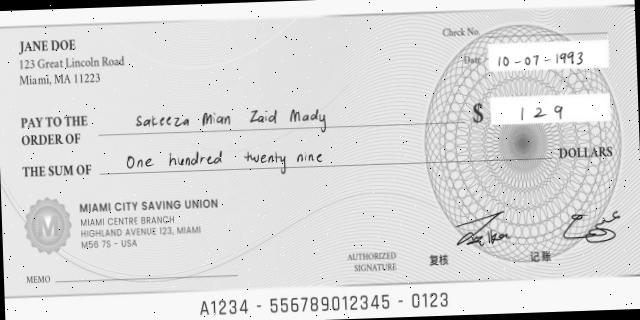 Check No.
JANE DOE
123 Great Lincoln Road
Miami, MA 11223
Date 10-07-1993
PAY TO THE ORDER OF Sakeeza Mian Zaid Mady
$ 129
THE SUM OF One hundred twenty nine DOLLARS
MIAMI CITY SAVING UNION
MIAMI CENTRE BRANCH
HIGHLAND AVENUE 123, MIAMI
M56 7S - USA
M
MEMO
AUTHORIZED
SIGNATURE
复核
记账
A1234 - 556789012345 - 0123